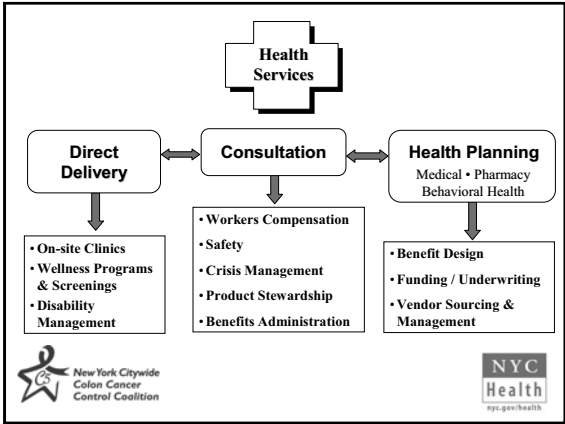 Health
Services
Direct
Delivery
Consultation
Health Planning
Medical • Pharmacy
Behavioral Health
• On-site Clinics
• Wellness Programs
& Screenings
• Disability
Management
• Workers Compensation
• Safety
• Crisis Management
• Product Stewardship
• Benefits Administration
• Benefit Design
• Funding / Underwriting
• Vendor Sourcing &
Management
C5
New York Citywide
Colon Cancer
Control Coalition
NYC
Health
nyc.gov/health